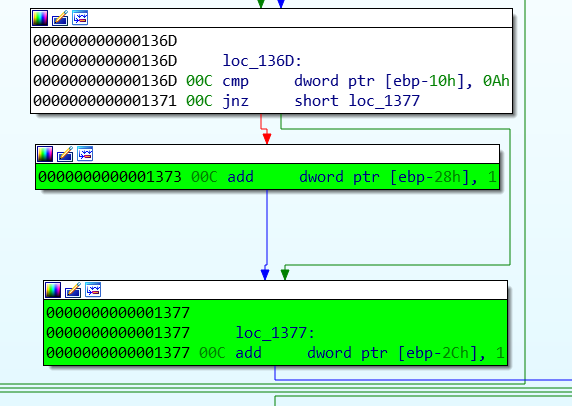 000000000000136D
000000000000136D loc_136D:
000000000000136D 00C cmp dword ptr [ebp-10h], 0Ah
0000000000001371 00C jnz short loc_1377
0000000000001373 00C add dword ptr [ebp-28h], 1
0000000000001377
0000000000001377 loc_1377:
0000000000001377 00C add dword ptr [ebp-2Ch], 1